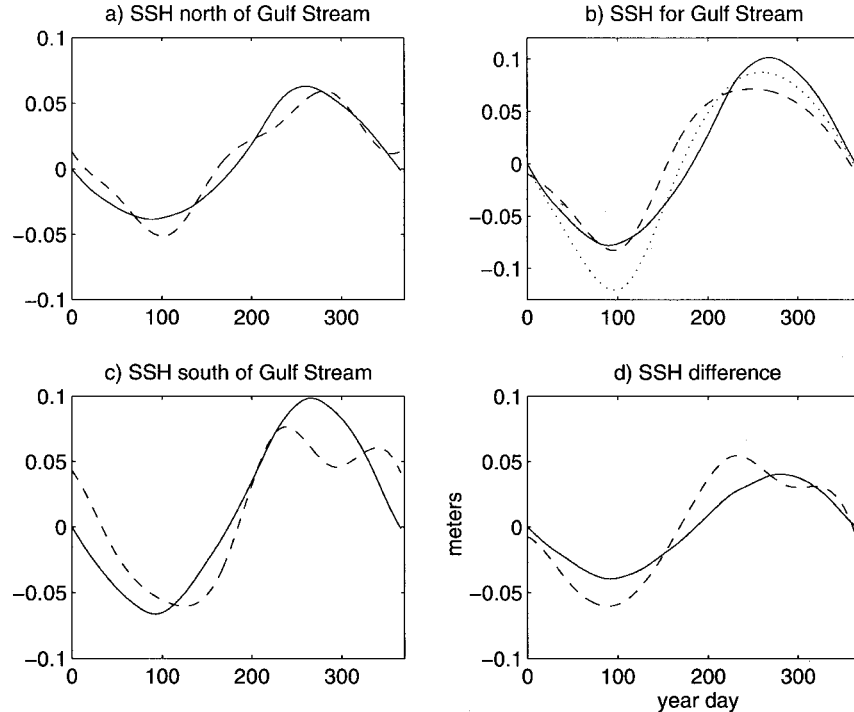 a) SSH north of Gulf Stream
0.1
0.05
0
−0.05
−0.1
0 100 200 300
b) SSH for Gulf Stream
0.1
0.05
0
−0.05
−0.1
0 100 200 300
c) SSH south of Gulf Stream
0.1
0.05
0
−0.05
−0.1
0 100 200 300
d) SSH difference
0.1
0.05
0
−0.05
−0.1
meters
0 100 200 300
year day